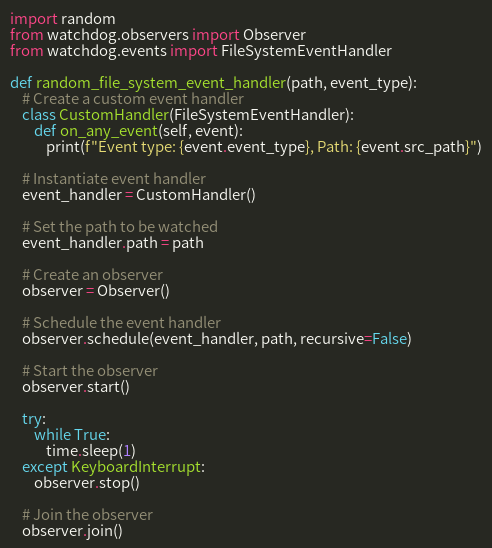 import random
from watchdog.observers import Observer
from watchdog.events import FileSystemEventHandler

def random_file_system_event_handler(path, event_type):
    # Create a custom event handler
    class CustomHandler(FileSystemEventHandler):
        def on_any_event(self, event):
            print(f"Event type: {event.event_type}, Path: {event.src_path}")

    # Instantiate event handler
    event_handler = CustomHandler()

    # Set the path to be watched
    event_handler.path = path

    # Create an observer
    observer = Observer()

    # Schedule the event handler
    observer.schedule(event_handler, path, recursive=False)

    # Start the observer
    observer.start()

    try:
        while True:
            time.sleep(1)
    except KeyboardInterrupt:
        observer.stop()

    # Join the observer
    observer.join()